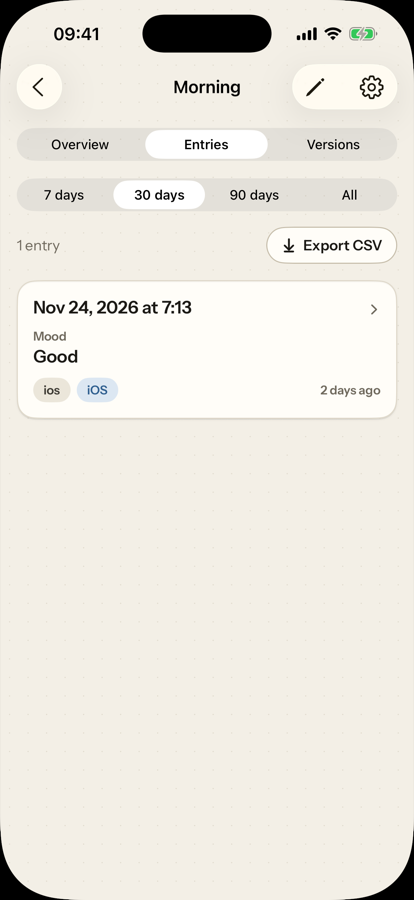 09:41
Morning
Overview Entries Versions
7 days 30 days 90 days All
1 entry Export CSV
Nov 24, 2026 at 7:13
Mood
Good
ios iOS 2 days ago